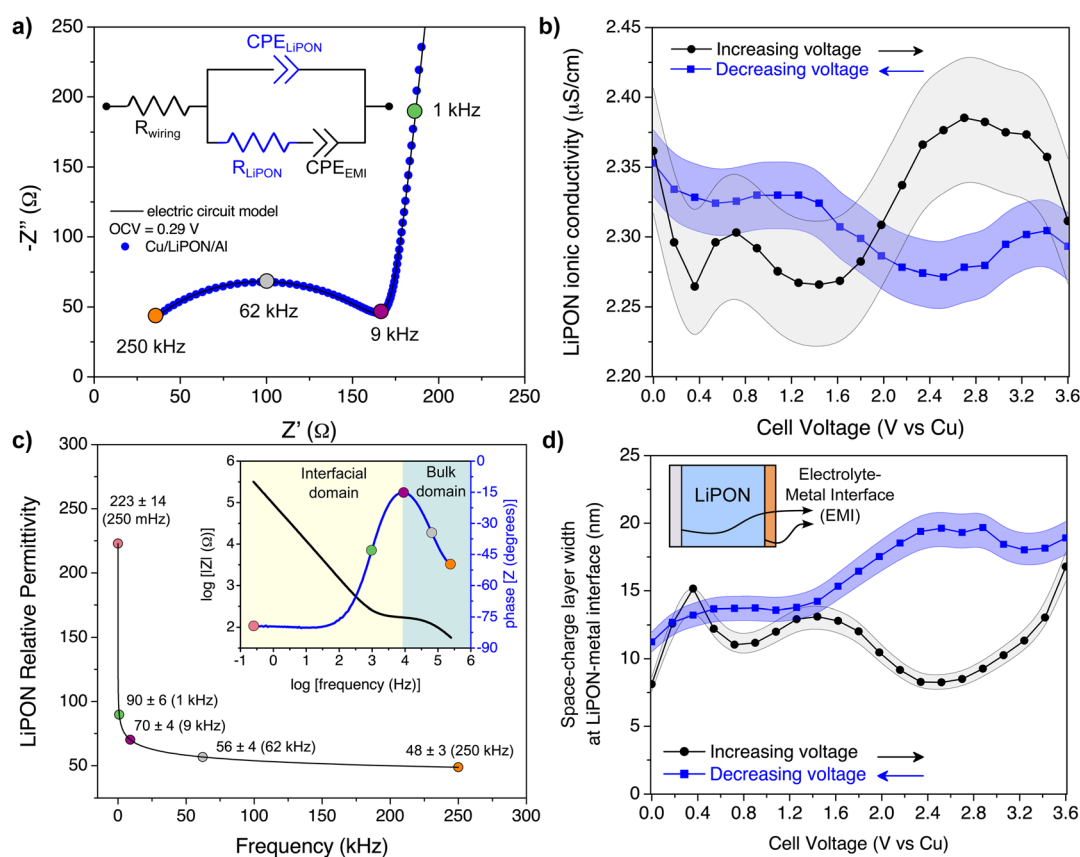 a)
250
200
150
100
50
0
-Z″ (Ω)
CPE_LiPON
R_wiring
R_LiPON
CPE_EMI
1 kHz
electric circuit model
OCV = 0.29 V
Cu/LiPON/Al
62 kHz
9 kHz
250 kHz
0 50 100 150 200 250
Z' (Ω)
b)
Increasing voltage
Decreasing voltage
2.45
2.40
2.35
2.30
2.25
2.20
LiPON ionic conductivity (μS/cm)
0.0 0.4 0.8 1.2 1.6 2.0 2.4 2.8 3.2 3.6
Cell Voltage (V vs Cu)
c)
300
250
200
150
100
50
LiPON Relative Permittivity
223 ± 14
(250 mHz)
90 ± 6 (1 kHz)
70 ± 4 (9 kHz)
56 ± 4 (62 kHz)
48 ± 3 (250 kHz)
Interfacial
domain
Bulk
domain
6
5
4
3
2
log [|Z| (Ω)]
0
-15
-30
-45
-60
-75
-90
phase [Z (degrees)]
-1 0 1 2 3 4 5 6
log [frequency (Hz)]
0 50 100 150 200 250 300
Frequency (kHz)
d)
25
20
15
10
5
0
Space-charge layer width
at LiPON-metal interface (nm)
LiPON
Electrolyte-
Metal Interface
(EMI)
Increasing voltage
Decreasing voltage
0.0 0.4 0.8 1.2 1.6 2.0 2.4 2.8 3.2 3.6
Cell Voltage (V vs Cu)